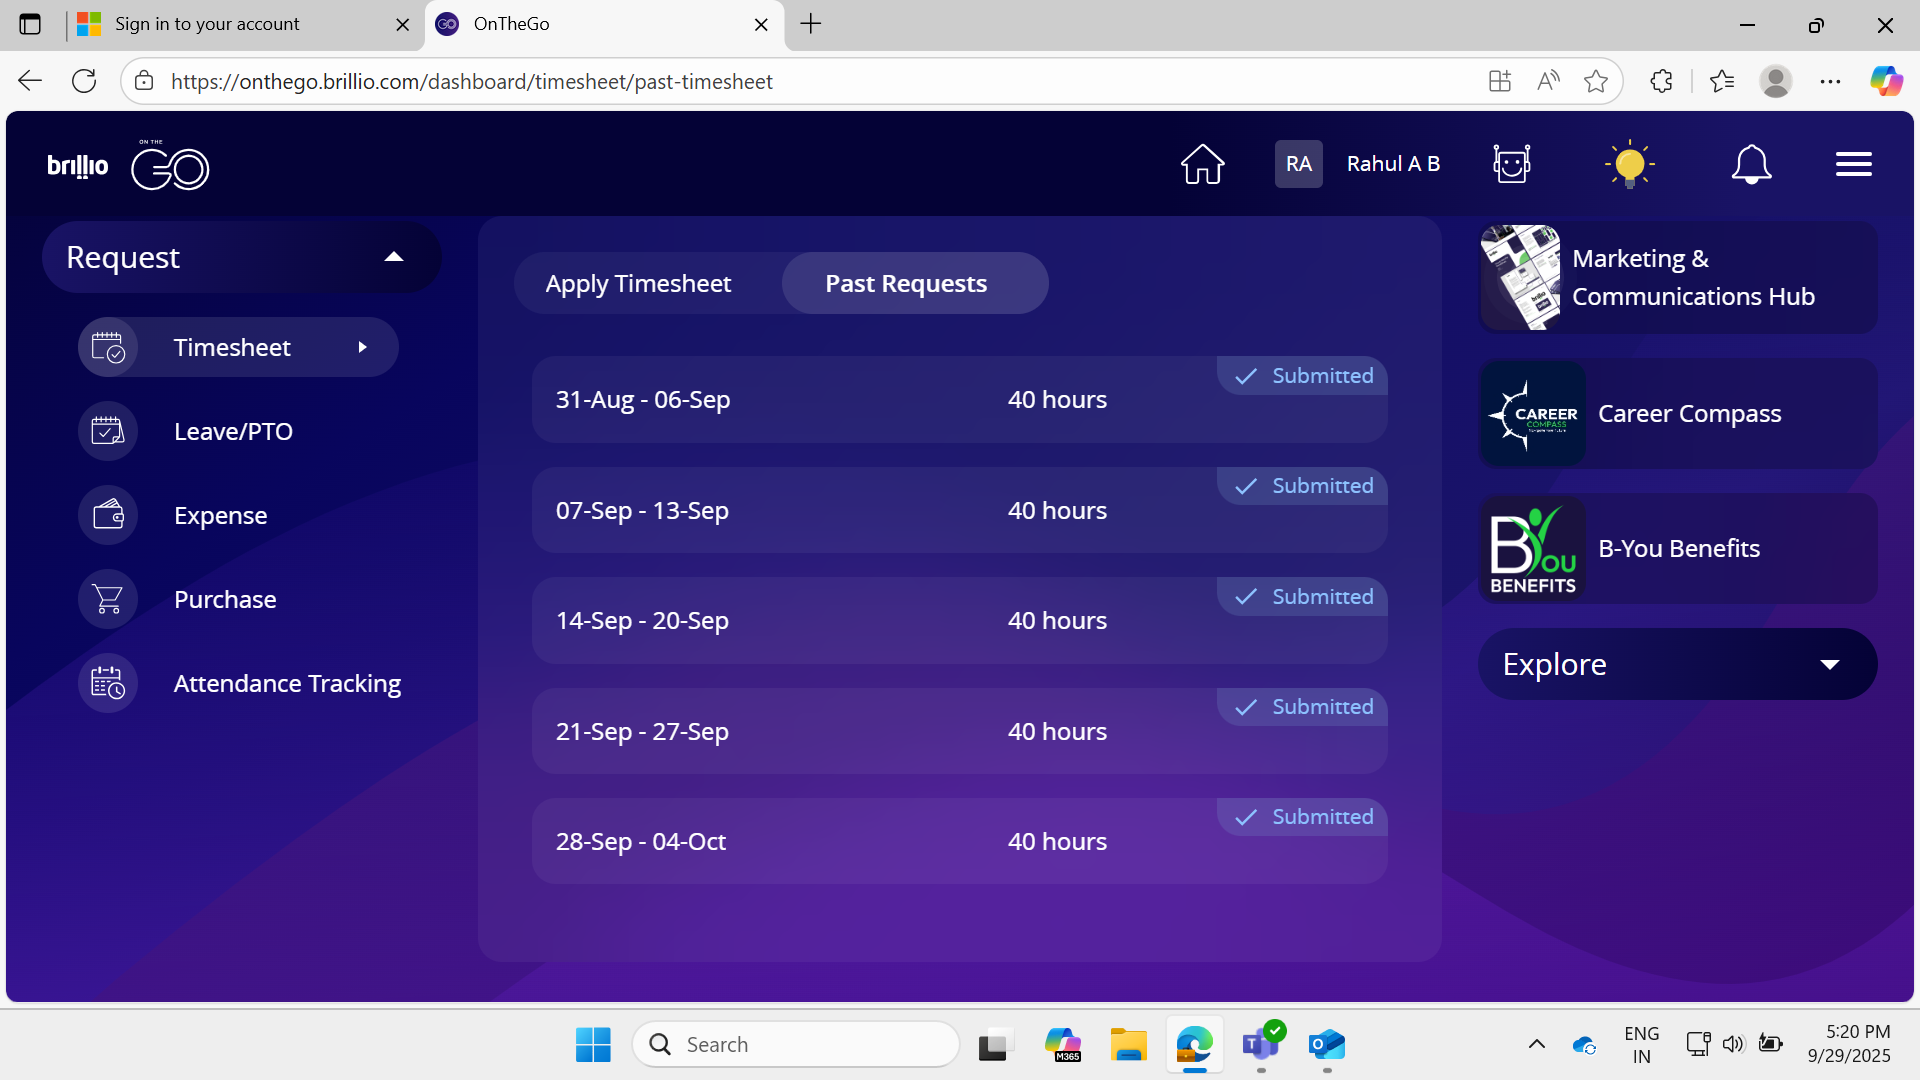 Sign in to your account
OnTheGo
https://onthego.brillio.com/dashboard/timesheet/past-timesheet
brillio
ON THE
GO
RA
Rahul A B
Request
Timesheet
Leave/PTO
Expense
Purchase
Attendance Tracking
Apply Timesheet
Past Requests
31-Aug - 06-Sep
40 hours
Submitted
07-Sep - 13-Sep
40 hours
Submitted
14-Sep - 20-Sep
40 hours
Submitted
21-Sep - 27-Sep
40 hours
Submitted
28-Sep - 04-Oct
40 hours
Submitted
Marketing &
Communications Hub
CAREER
COMPASS
Career Compass
BYou
BENEFITS
B-You Benefits
Explore
Search
M365
ENG
IN
5:20 PM
9/29/2025